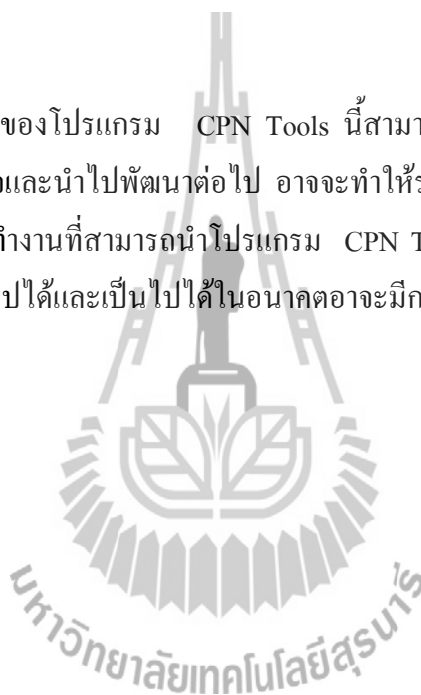 ของโปรแกรม CPN Tools นี้สามา
และนำไปพัฒนาต่อไป อาจจะทำให้
ทำงานที่สามารถนำโปรแกรม CPN T
ปได้และเป็นไปได้ในอนาคตอาจะมีก
มหาวิทยาลัยเทคโนโลยีสุรนารี